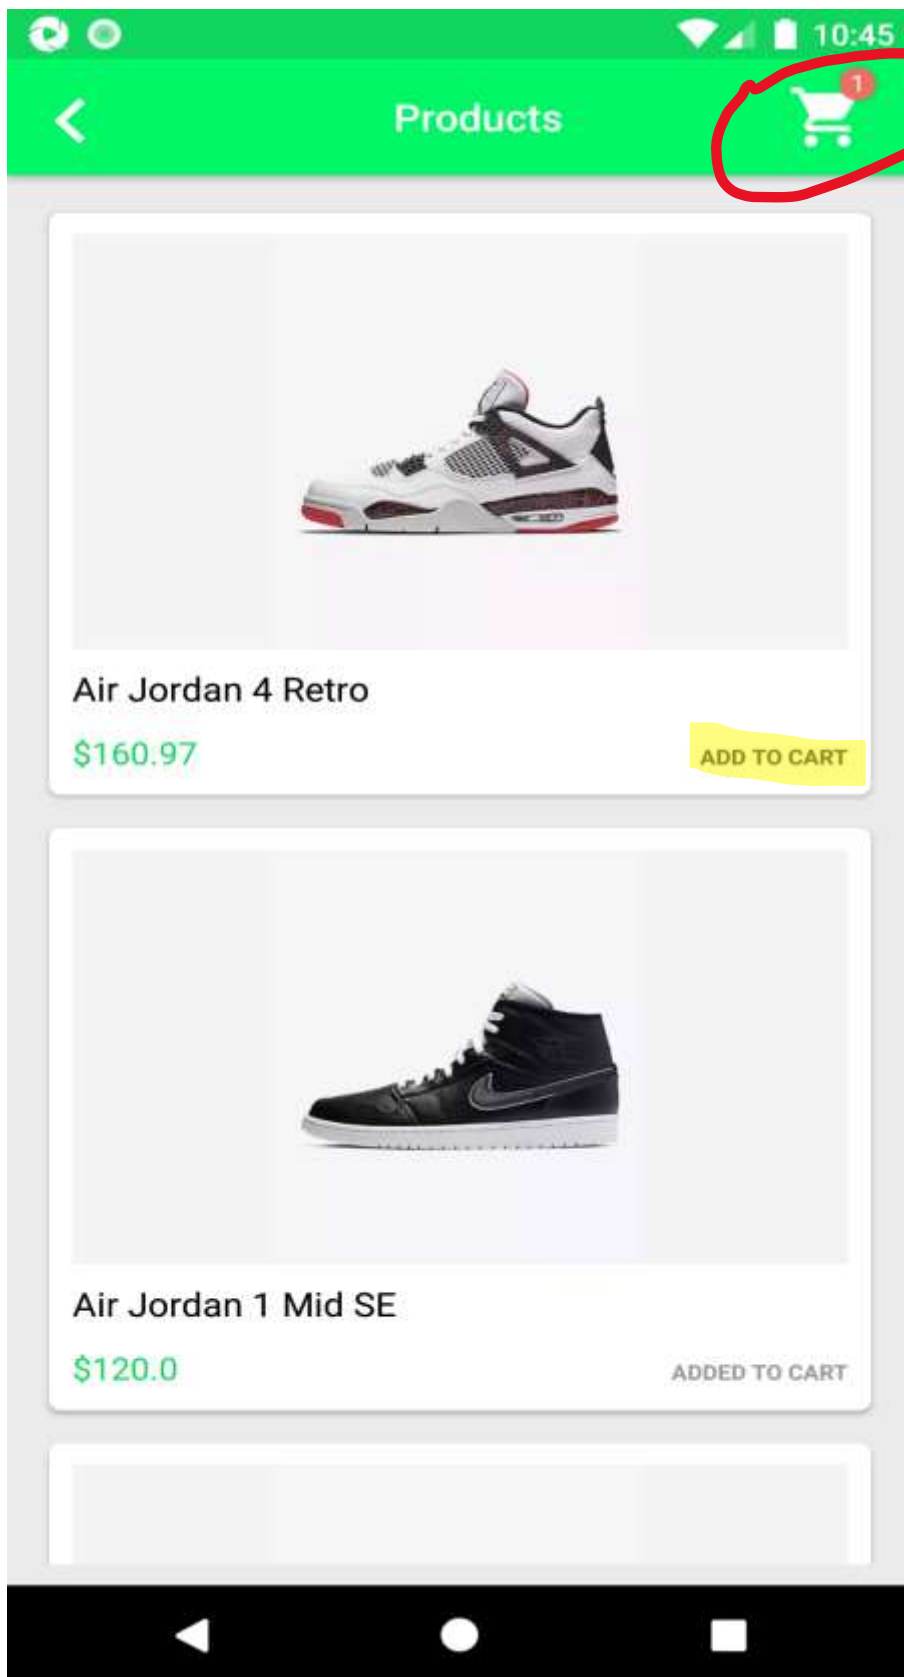 10:45
Products
1
Air Jordan 4 Retro
$160.97
ADD TO CART
Air Jordan 1 Mid SE
$120.0
ADDED TO CART